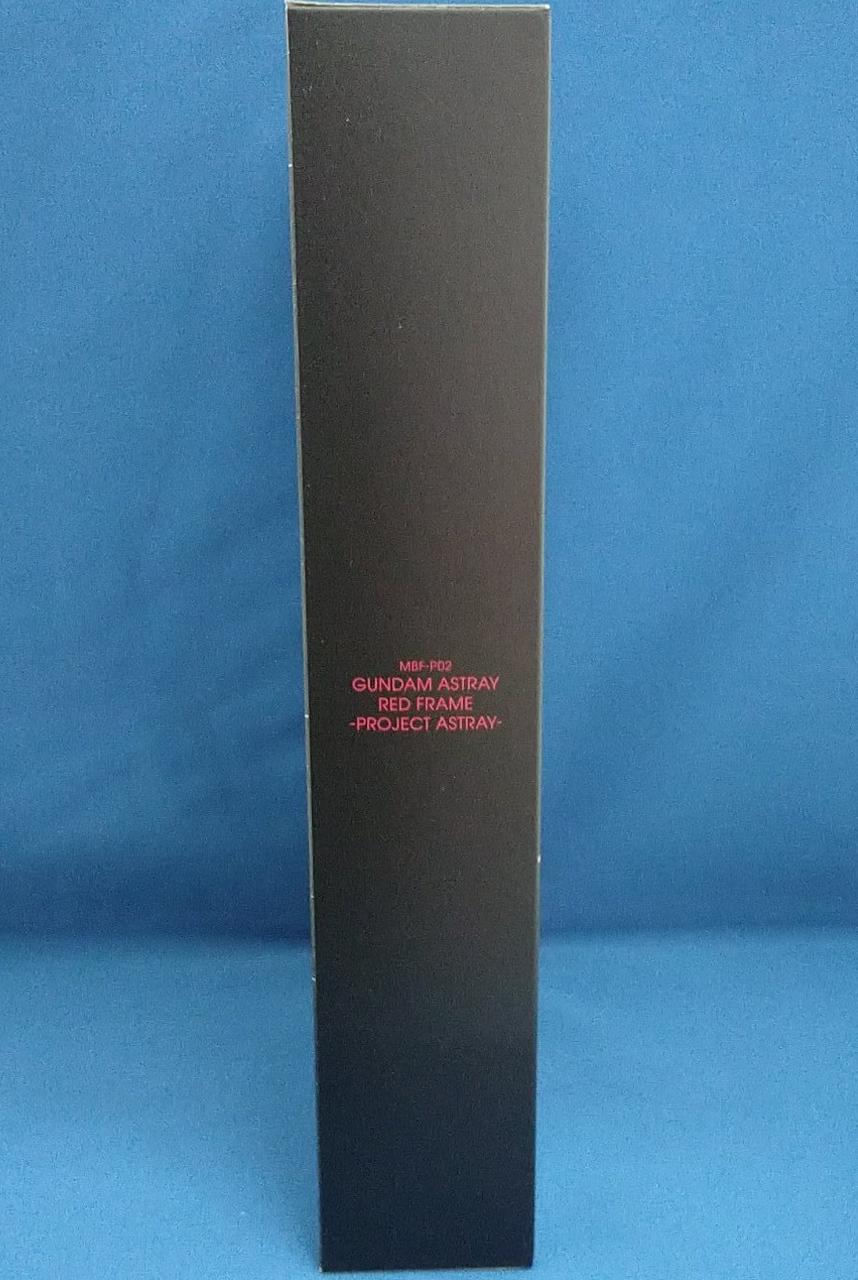 MBF-P02
GUNDAM ASTRAY
RED FRAME
-PROJECT ASTRAY-